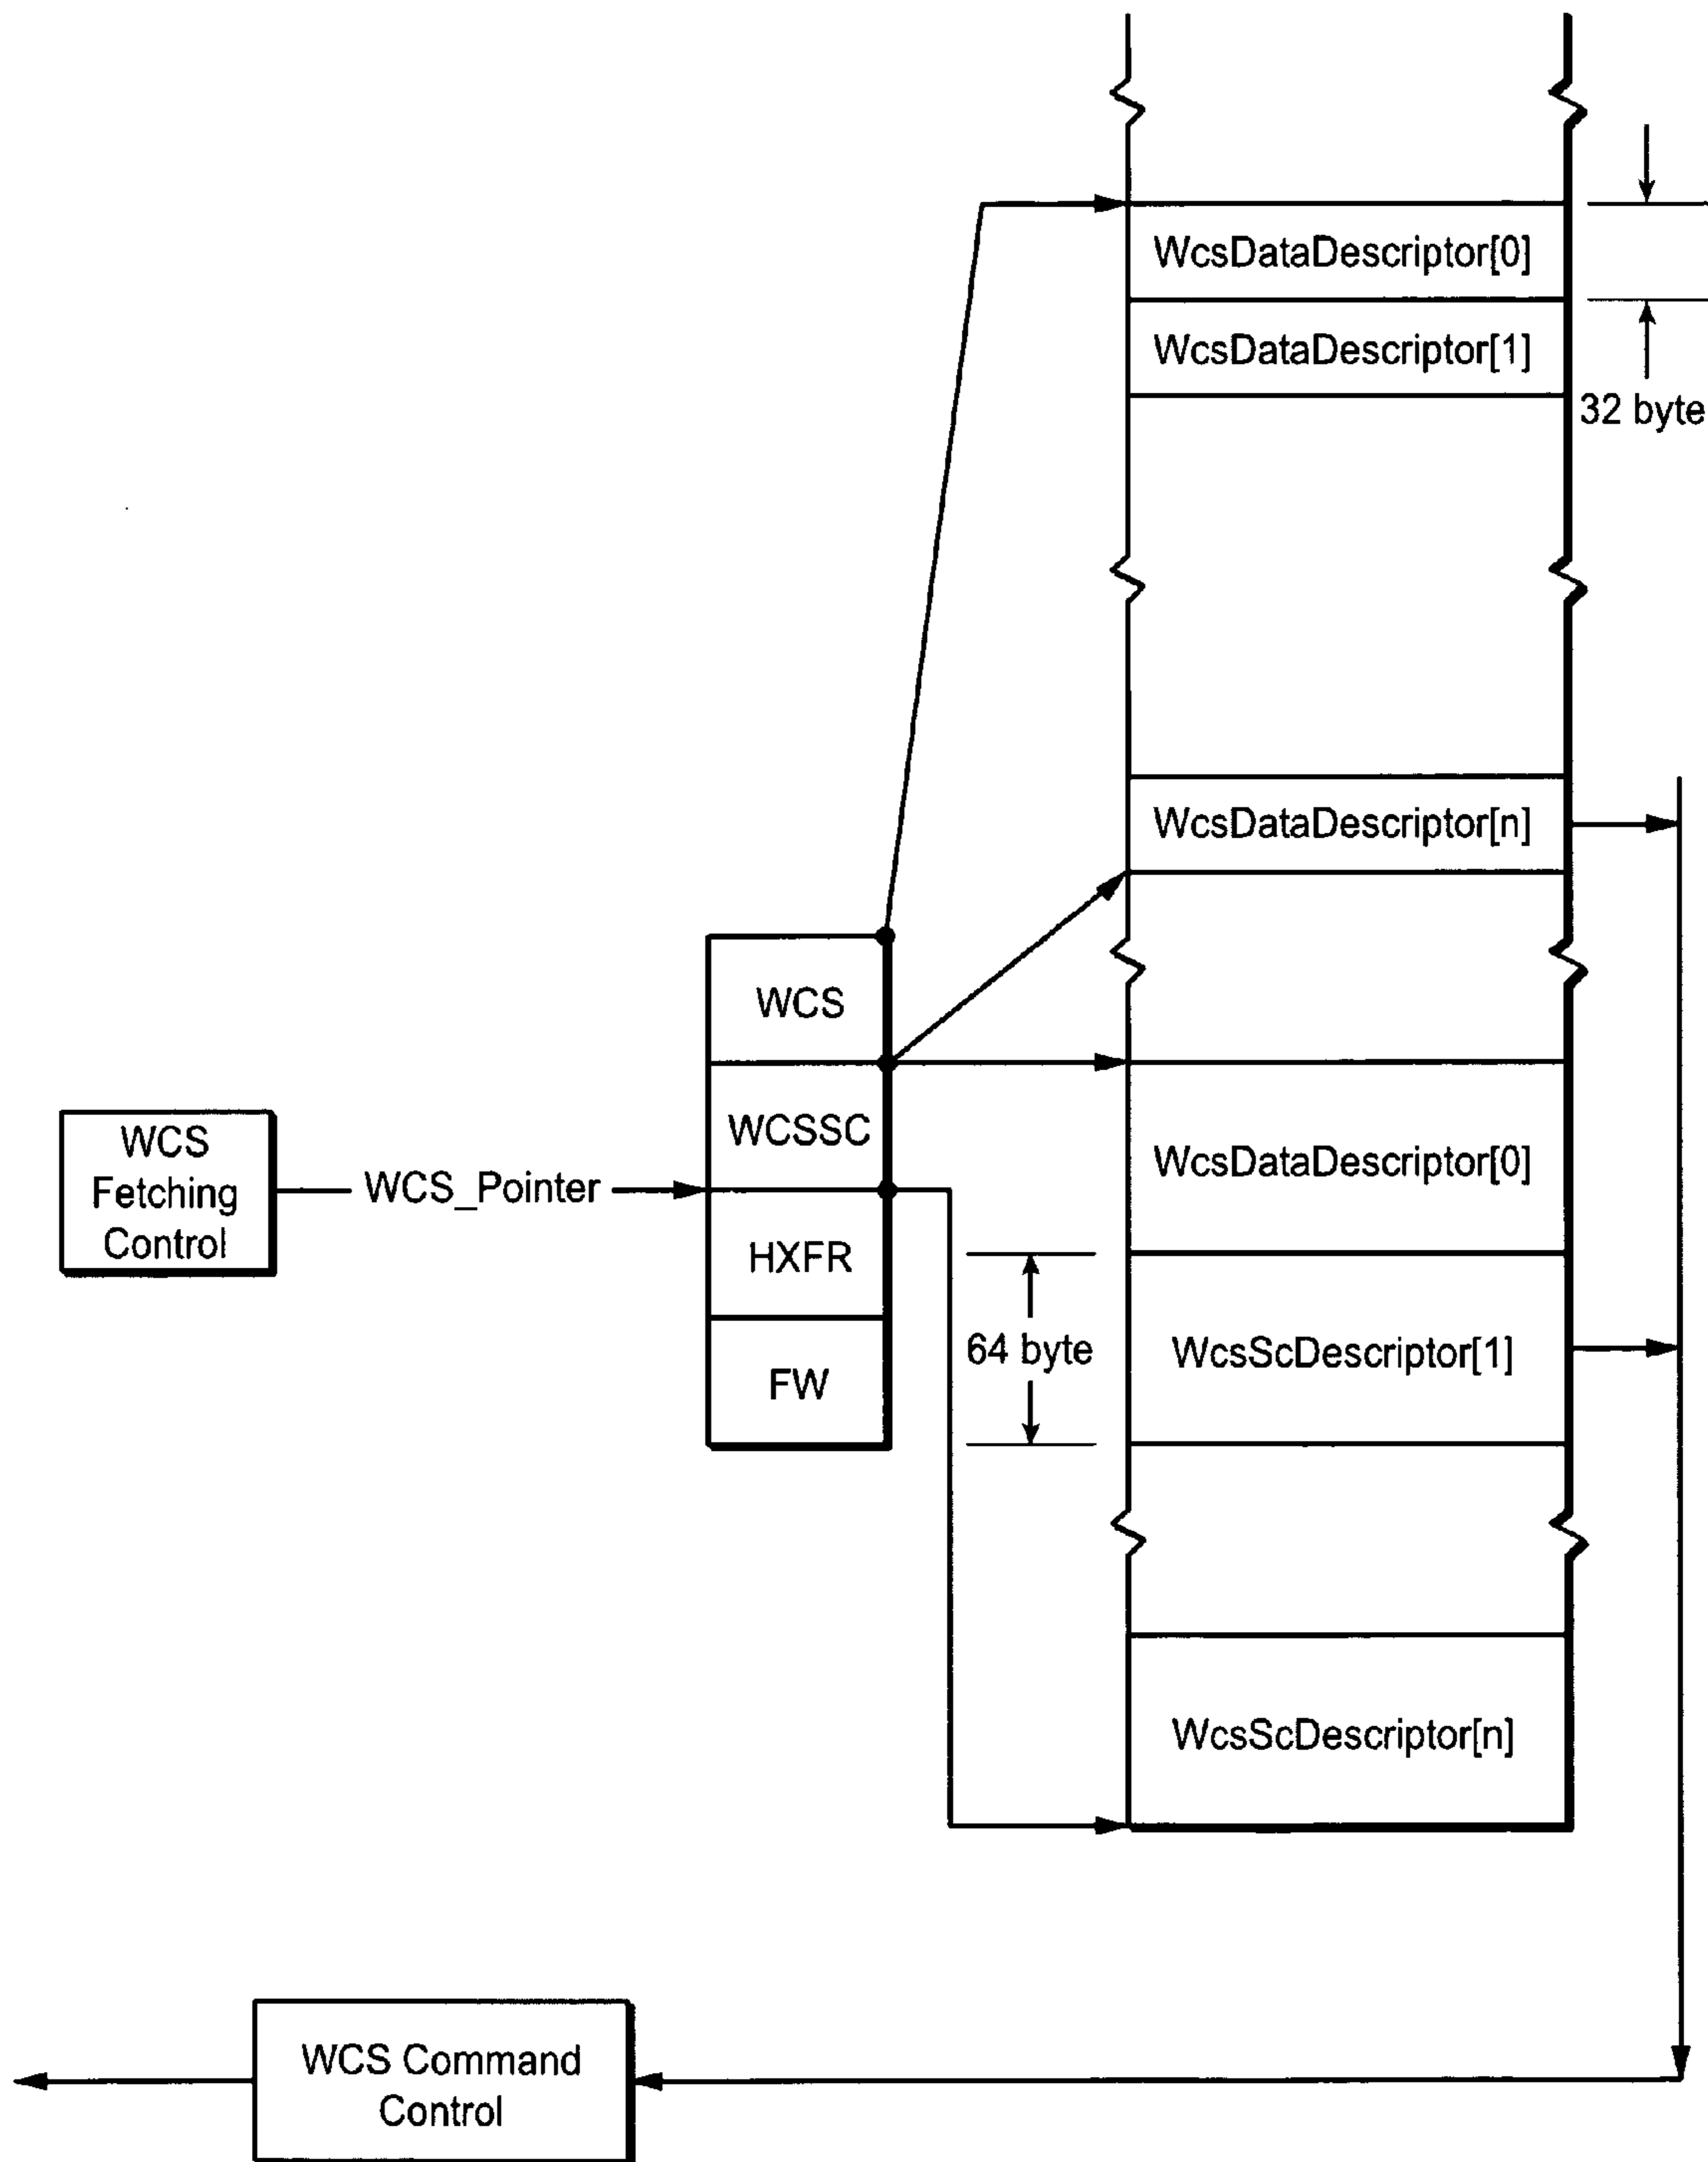 WcsDataDescriptor[0]
WcsDataDescriptor[1]
32 byte
WcsDataDescriptor[n]
WCS
WCSSC
HXFR
FW
WCS
Fetching
Control
WCS_Pointer
WcsDataDescriptor[0]
64 byte
WcsScDescriptor[1]
WcsScDescriptor[n]
WCS Command
Control